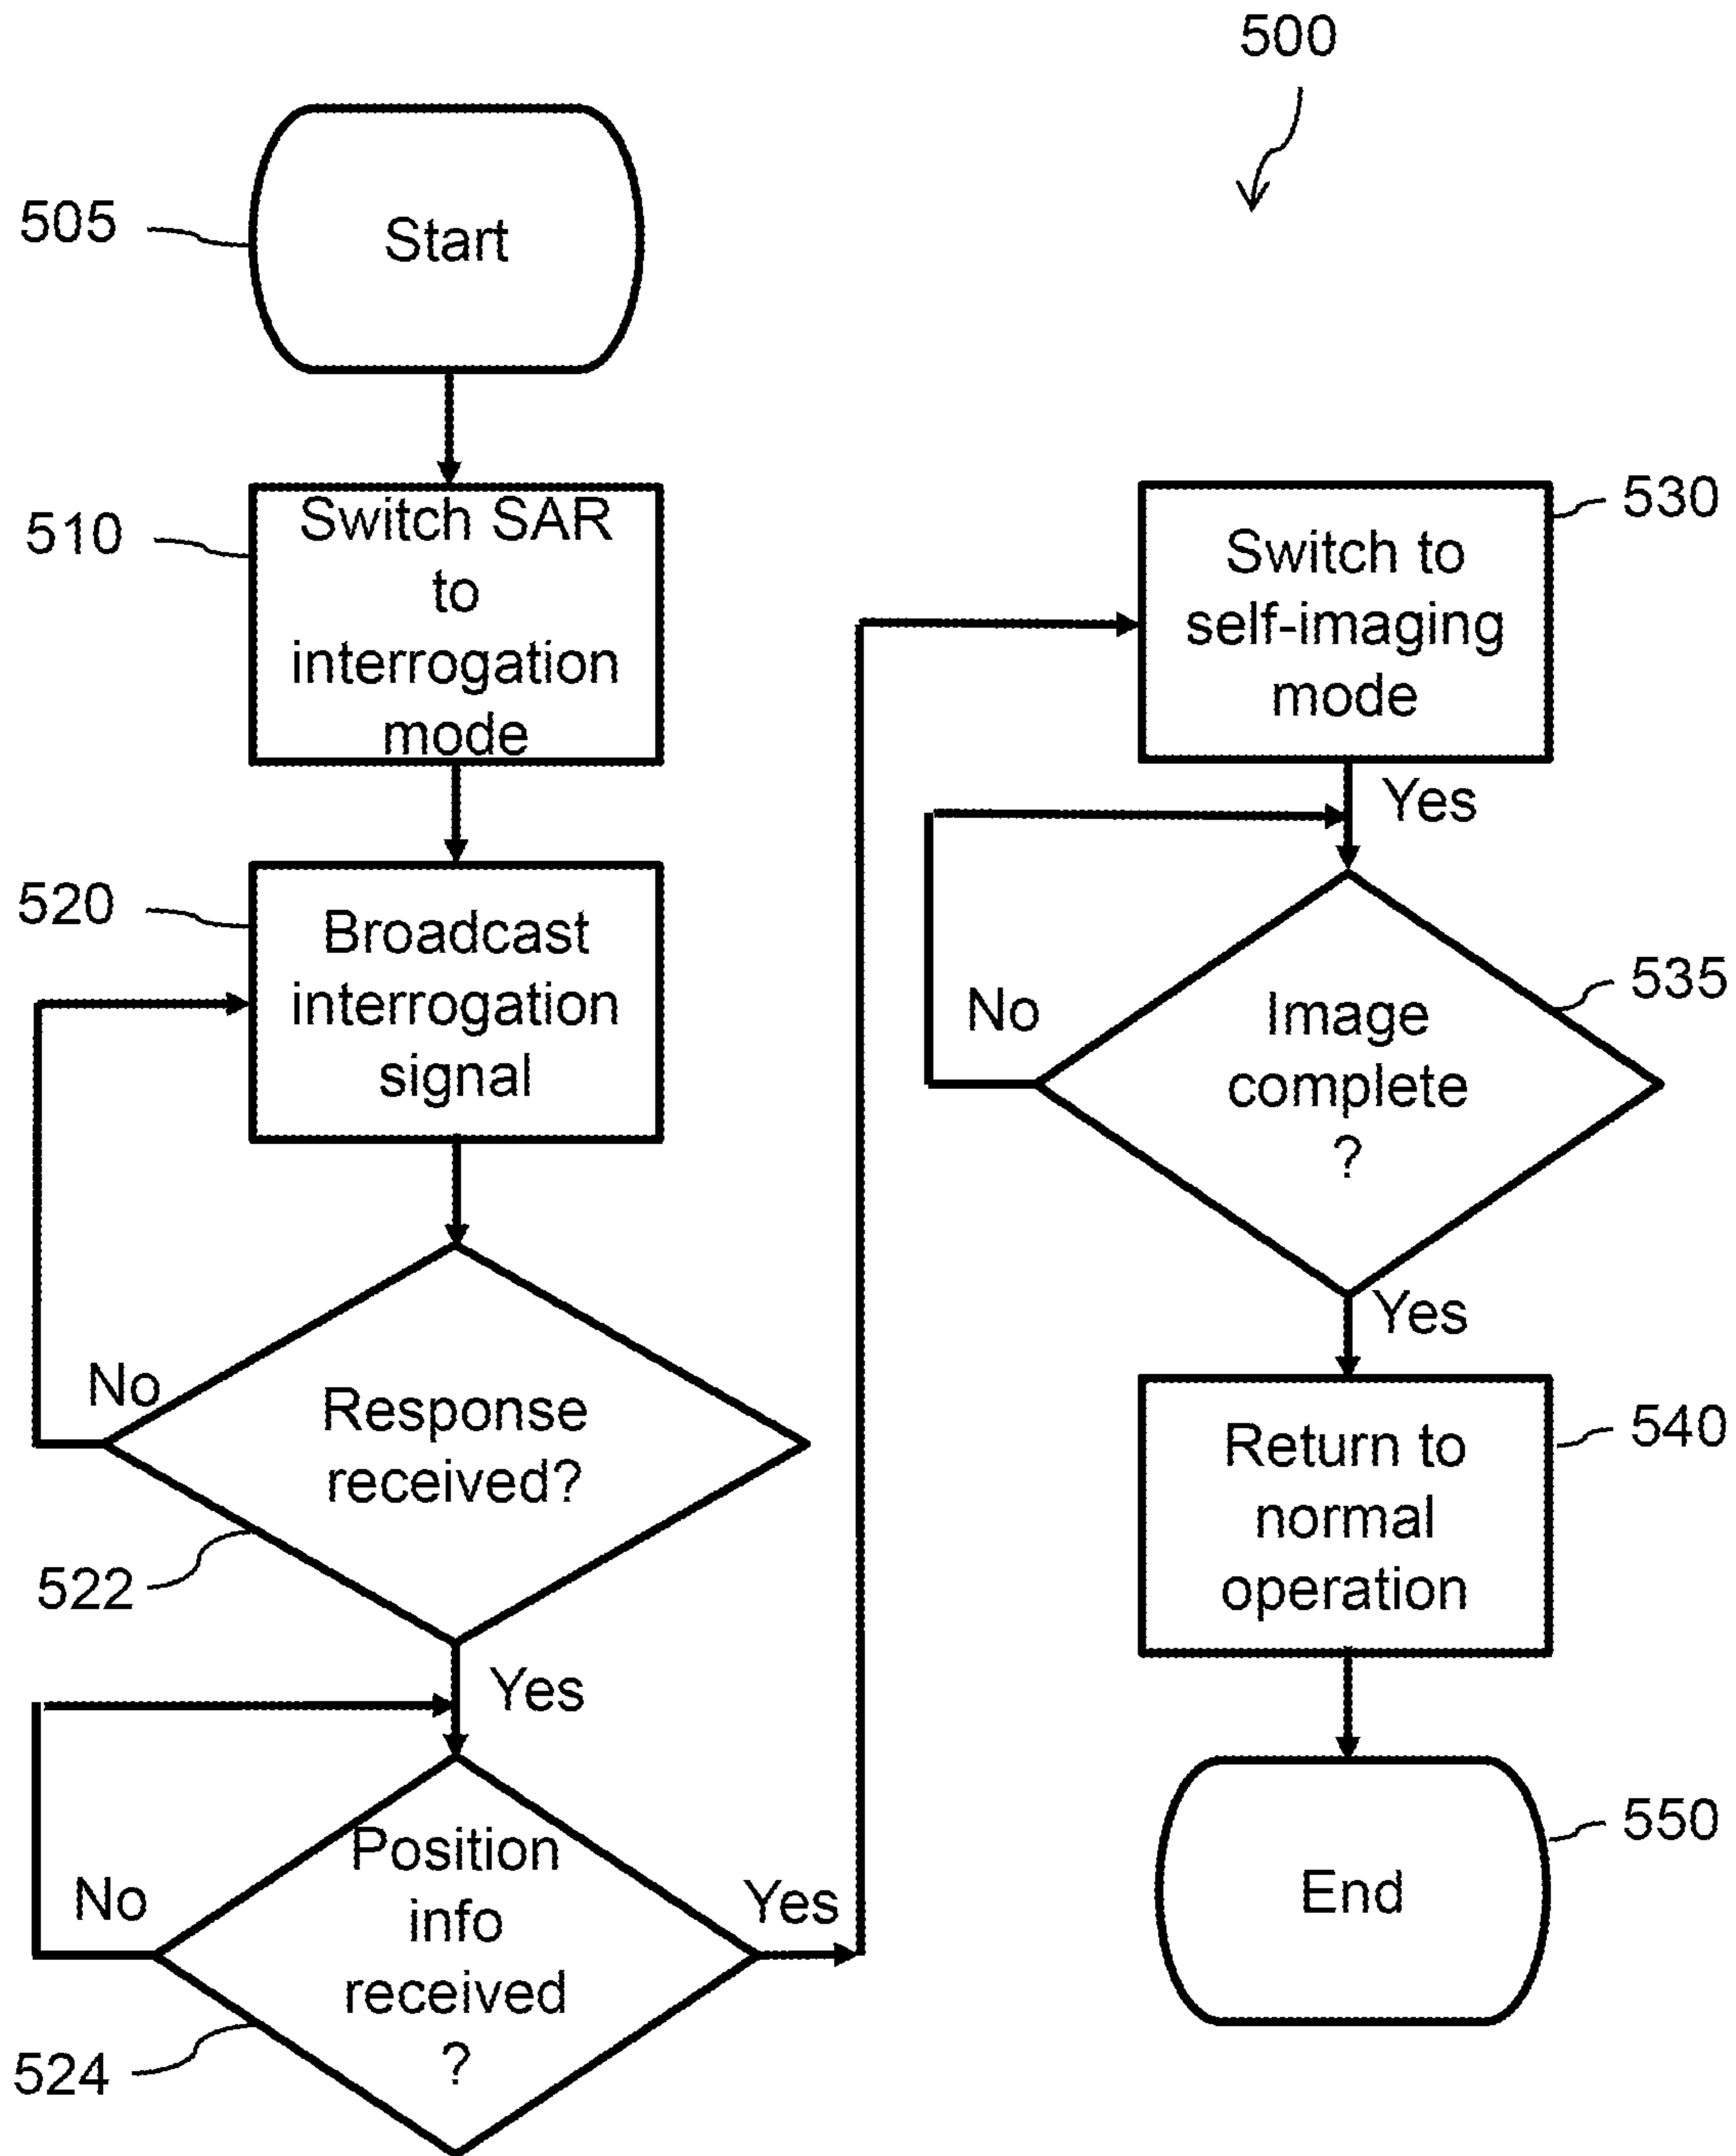 500
505
Start
510
Switch SAR
to
interrogation
mode
520
Broadcast
interrogation
signal
No
Response
received?
522
Yes
No
Position
info
received
?
Yes
524
530
Switch to
self-imaging
mode
Yes
535
No
Image
complete
?
Yes
540
Return to
normal
operation
550
End